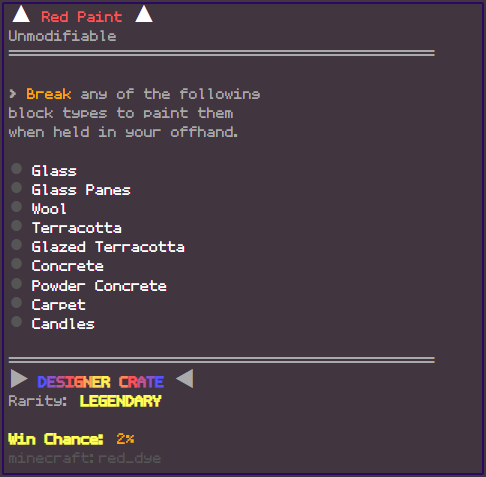 Red Paint
Unmodifiable
> Break any of the following
block types to paint them
when held in your offhand.
Glass
Glass Panes
Wool
Terracotta
Glazed Terracotta
Concrete
Powder Concrete
Carpet
Candles
DESIGNER CRATE
Rarity: LEGENDARY
Win Chance: 2%
minecraft:red_dye